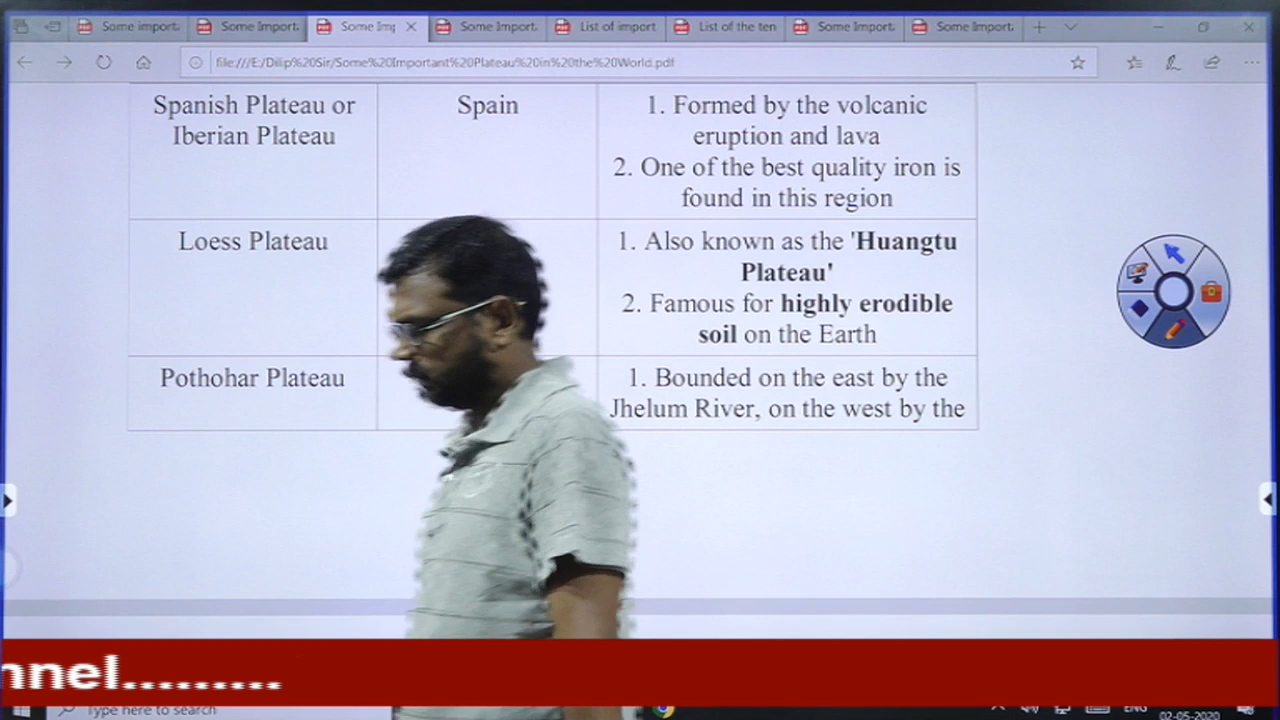 Some import
Some Import.
Some Imp
Some Import.
List of import
List of the ten
Some Import.
Some Import.
file:///E:/Dilip%20Sir/Some%20Important%20Plateau%20in%20the%20World.pdf
Spanish Plateau or
Iberian Plateau
Spain
1. Formed by the volcanic
eruption and lava
2. One of the best quality iron is
found in this region
Loess Plateau
1. Also known as the 'Huangtu
Plateau'
2. Famous for highly erodible
soil on the Earth
Pothohar Plateau
1. Bounded on the east by the
Jhelum River, on the west by the
nnel.........
Type here to search
ENG
02-05-2020